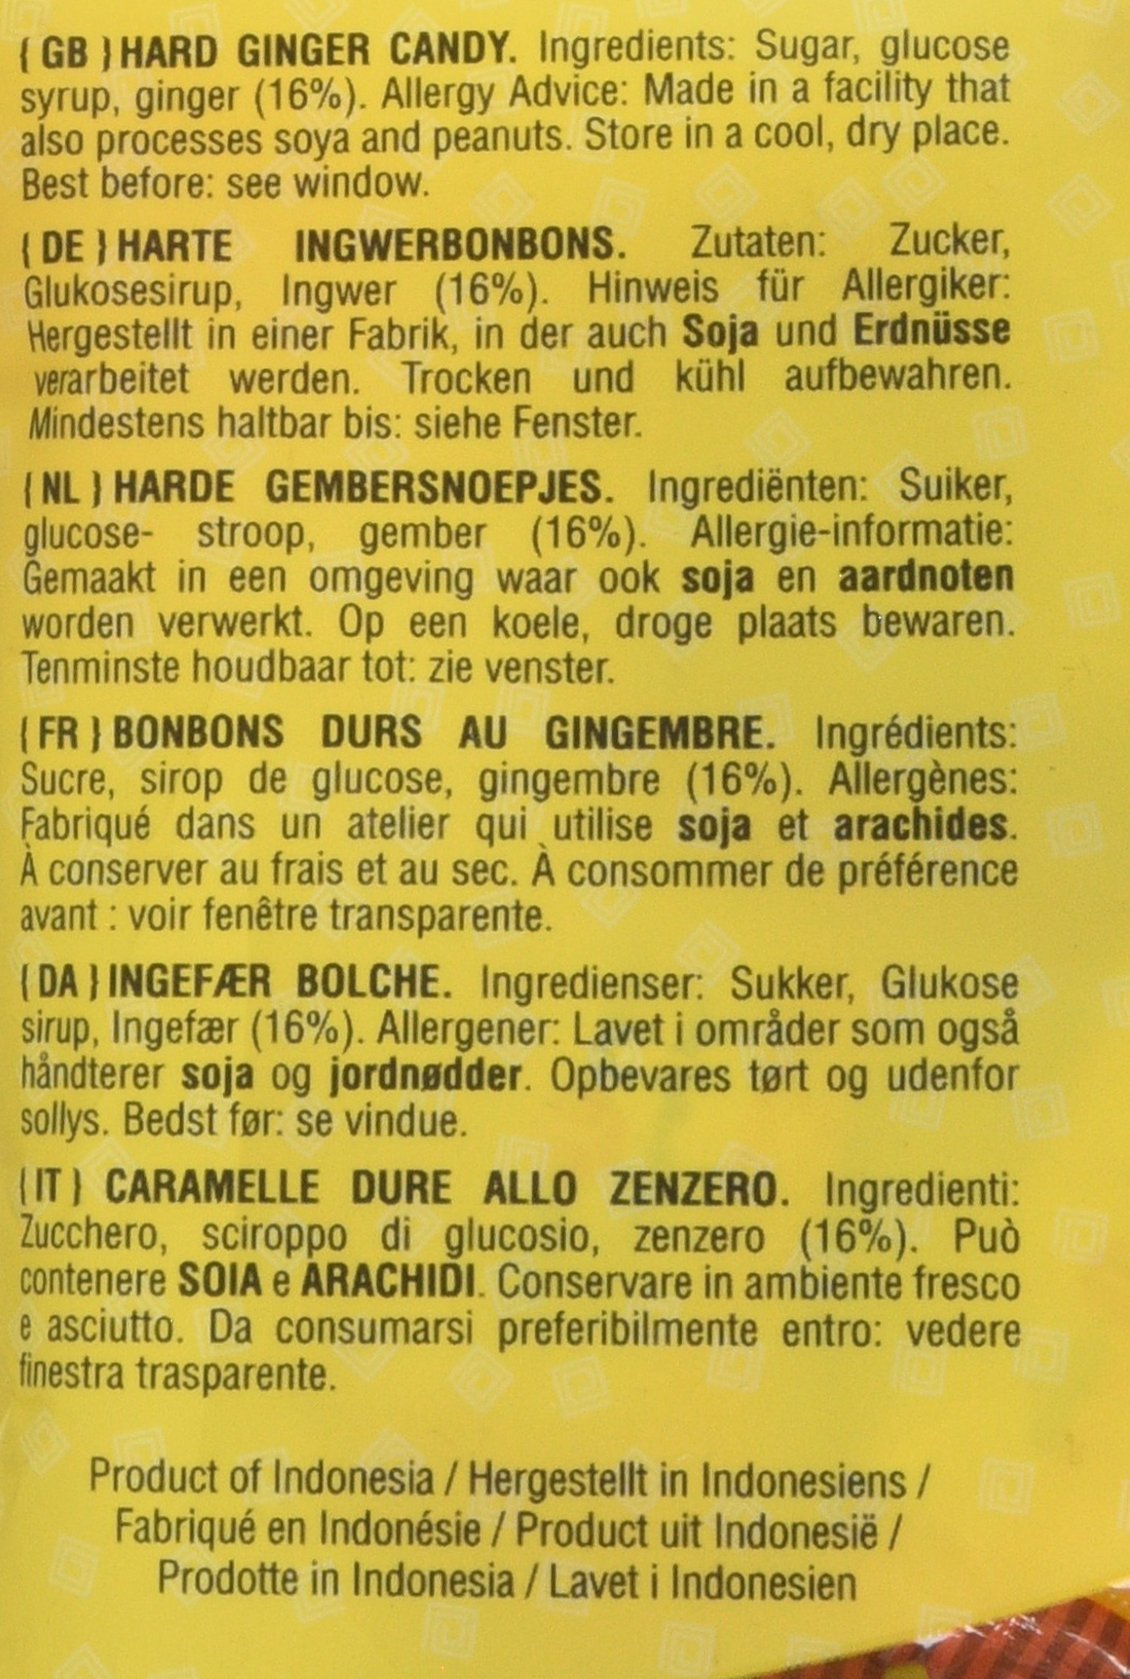 { GB } HARD GINGER CANDY. Ingredients: Sugar, glucose
syrup, ginger (16%). Allergy Advice: Made in a facility that
also processes soya and peanuts. Store in a cool, dry place.
Best before: see window.
{ DE } HARTE INGWERBONBONS. Zutaten: Zucker,
Glukosesirup, Ingwer (16%). Hinweis für Allergiker:
Hergestellt in einer Fabrik, in der auch Soja und Erdnüsse
verarbeitet werden. Trocken und kühl aufbewahren.
Mindestens haltbar bis: siehe Fenster.
{ NL } HARDE GEMBERSNOEPJES. Ingrediënten: Suiker,
glucose- stroop, gember (16%). Allergie-informatie:
Gemaakt in een omgeving waar ook soja en aardnoten
worden verwerkt. Op een koele, droge plaats bewaren.
Tenminste houdbaar tot: zie venster.
{ FR } BONBONS DURS AU GINGEMBRE. Ingrédients:
Sucre, sirop de glucose, gingembre (16%). Allergènes:
Fabriqué dans un atelier qui utilise soja et arachides.
À conserver au frais et au sec. À consommer de préférence
avant : voir fenêtre transparente.
{ DA } INGEFÆR BOLCHE. Ingredienser: Sukker, Glukose
sirup, Ingefær (16%). Allergener: Lavet i områder som også
håndterer soja og jordnødder. Opbevares tørt og udenfor
sollys. Bedst før: se vindue.
{ IT } CARAMELLE DURE ALLO ZENZERO. Ingredienti:
Zucchero, sciroppo di glucosio, zenzero (16%). Può
contenere SOIA e ARACHIDI. Conservare in ambiente fresco
e asciutto. Da consumarsi preferibilmente entro: vedere
finestra trasparente.
Product of Indonesia / Hergestellt in Indonesiens /
Fabriqué en Indonésie / Product uit Indonesië /
Prodotte in Indonesia / Lavet i Indonesien